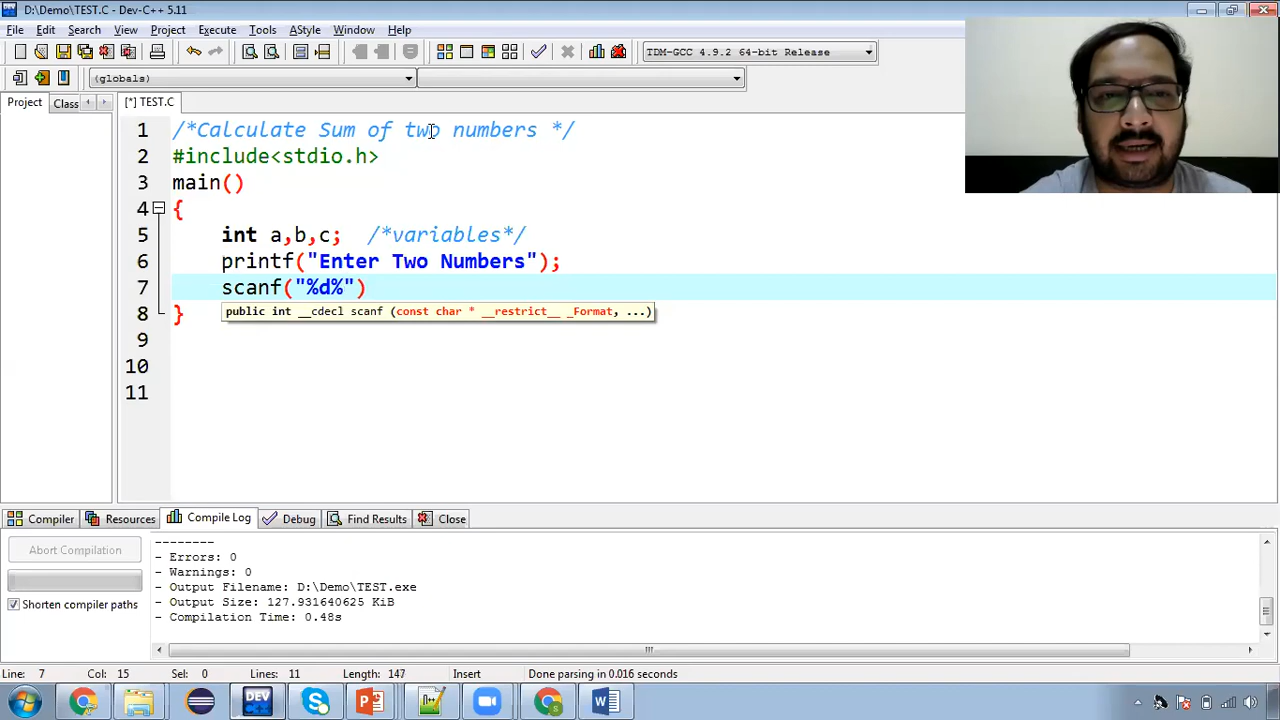 D:\Demo\TEST.C - Dev-C++ 5.11
File Edit Search View Project Execute Tools AStyle Window Help
TDM-GCC 4.9.2 64-bit Release
(globals)
Project Class [*] TEST.C
1 /*Calculate Sum of two numbers */
2 #include<stdio.h>
3 main()
4 {
5 int a,b,c; /*variables*/
6 printf("Enter Two Numbers");
7 scanf("%d%")
public int __cdecl scanf (const char * __restrict__ _Format, ...)
8 }
9
10
11
Compiler Resources Compile Log Debug Find Results Close
Abort Compilation
Shorten compiler paths
--------
- Errors: 0
- Warnings: 0
- Output Filename: D:\Demo\TEST.exe
- Output Size: 127.931640625 KiB
- Compilation Time: 0.48s
Line: 7 Col: 15 Sel: 0 Lines: 11 Length: 147 Insert Done parsing in 0.016 seconds
DEV